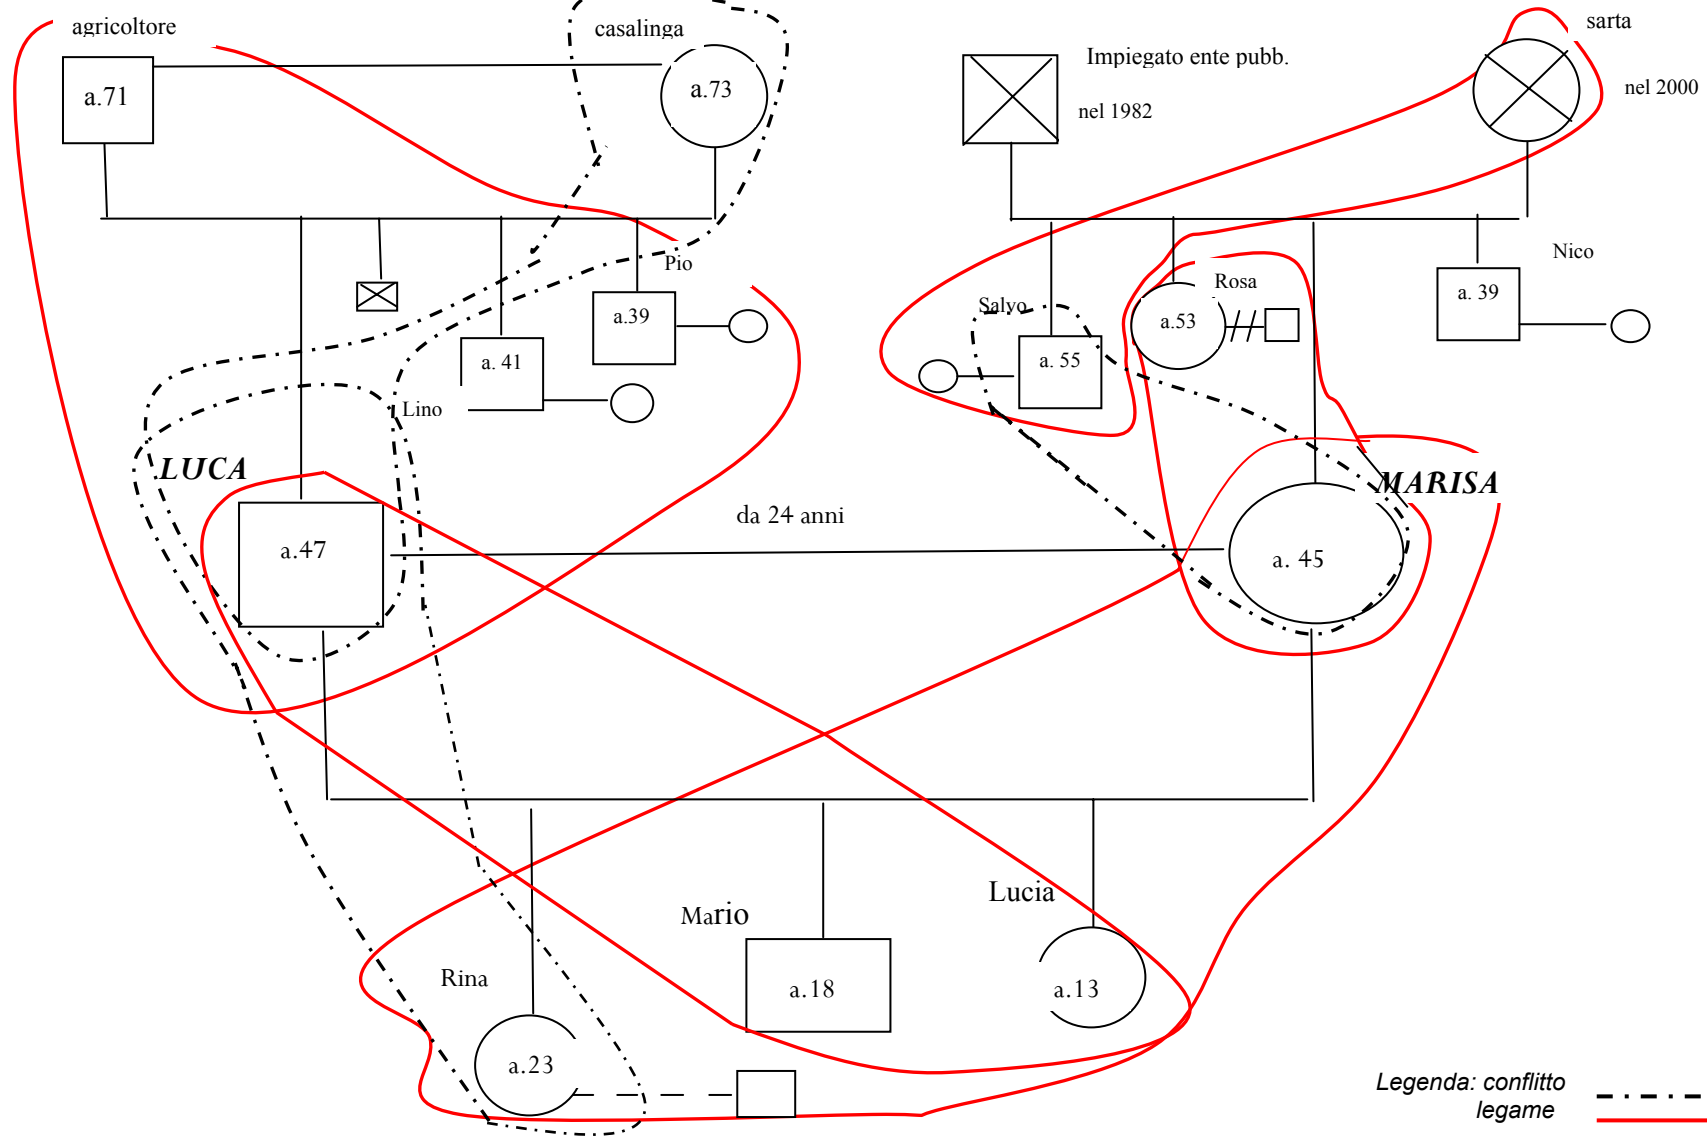 agricoltore
casalinga
sarta
Impiegato ente pubb.
a.71
a.73
nel 1982
nel 2000
Pio
Nico
Rosa
Salvo
a.39
a.53
a. 39
a. 41
a. 55
Lino
LUCA
MARISA
da 24 anni
a.47
a. 45
Lucia
Mario
Rina
a.18
a.13
a.23
Legenda: conflitto
legame